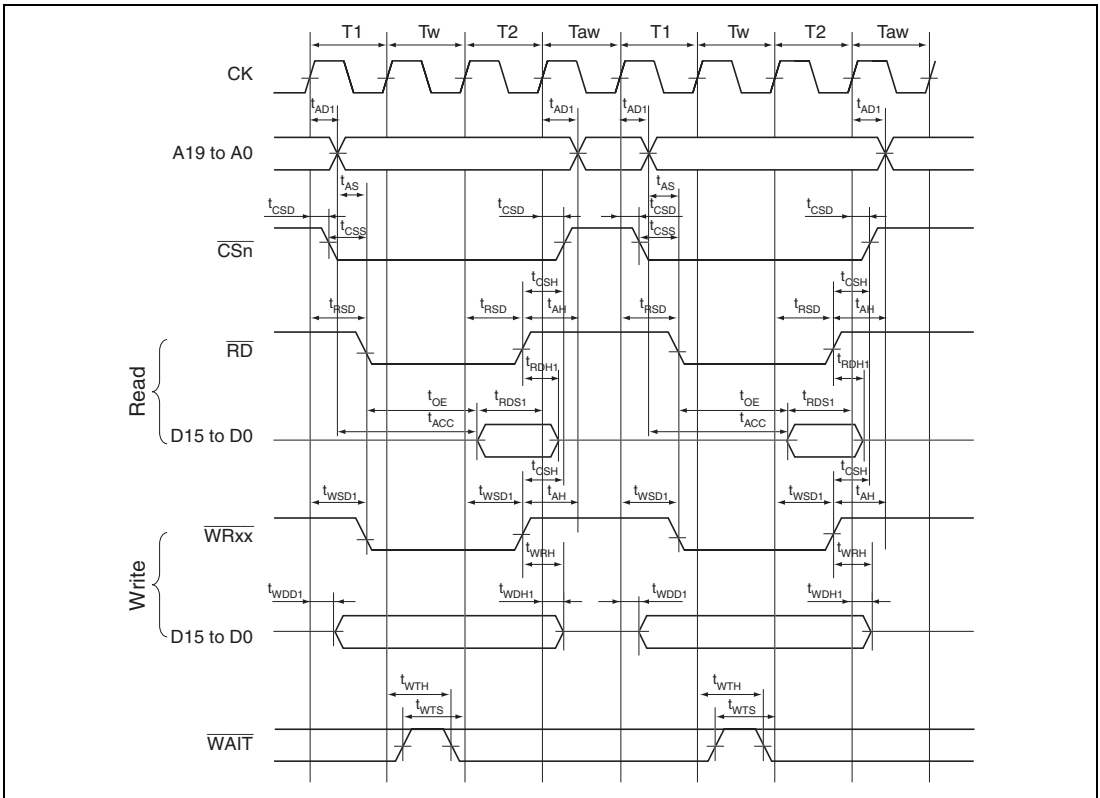 T1 Tw T2 Taw T1 Tw T2 Taw
CK
tAD1 tAD1 tAD1 tAD1
A19 to A0
tAS tAS
tCSD tCSD tCSD tCSD
tCSS tCSS
CSn
tCSH tCSH
tRSD tRSD tAH tRSD tRSD tAH
RD
tRDH1 tRDH1
Read
tOE tRDS1 tOE tRDS1
tACC tACC
D15 to D0
tCSH tCSH
tWSD1 tWSD1 tAH tWSD1 tWSD1 tAH
WRxx
tWRH tWRH
Write
tWDD1 tWDH1 tWDD1 tWDH1
D15 to D0
tWTH tWTH
tWTS tWTS
WAIT